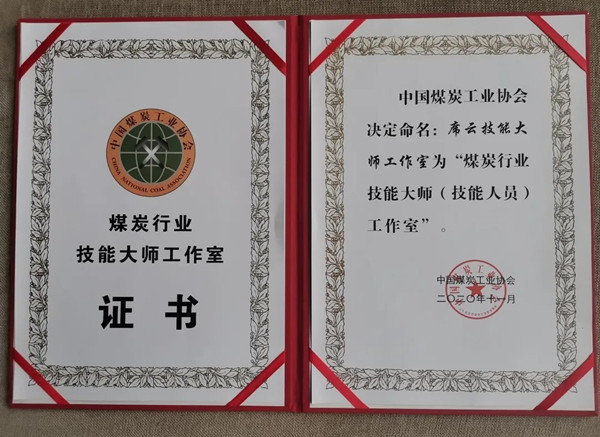 中国煤炭工业协会
CHINA NATIONAL COAL ASSOCIATION
煤炭行业
技能大师工作室
证书
中国煤炭工业协会
决定命名：席云技能大
师工作室为“煤炭行业
技能大师（技能人员）
工作室”。
中国煤炭工业协会
二〇二〇年十一月